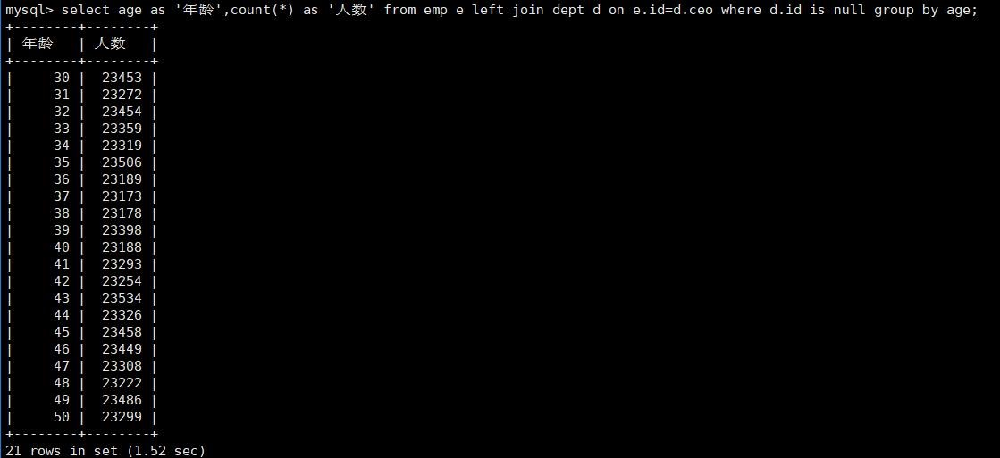 mysql> select age as '年龄',count(*) as '人数' from emp e left join dept d on e.id=d.ceo where d.id is null group by age;
+--------+--------+
| 年龄   | 人数   |
+--------+--------+
|     30 |  23453 |
|     31 |  23272 |
|     32 |  23454 |
|     33 |  23359 |
|     34 |  23319 |
|     35 |  23506 |
|     36 |  23189 |
|     37 |  23173 |
|     38 |  23178 |
|     39 |  23398 |
|     40 |  23188 |
|     41 |  23293 |
|     42 |  23254 |
|     43 |  23534 |
|     44 |  23326 |
|     45 |  23458 |
|     46 |  23449 |
|     47 |  23308 |
|     48 |  23222 |
|     49 |  23486 |
|     50 |  23299 |
+--------+--------+
21 rows in set (1.52 sec)